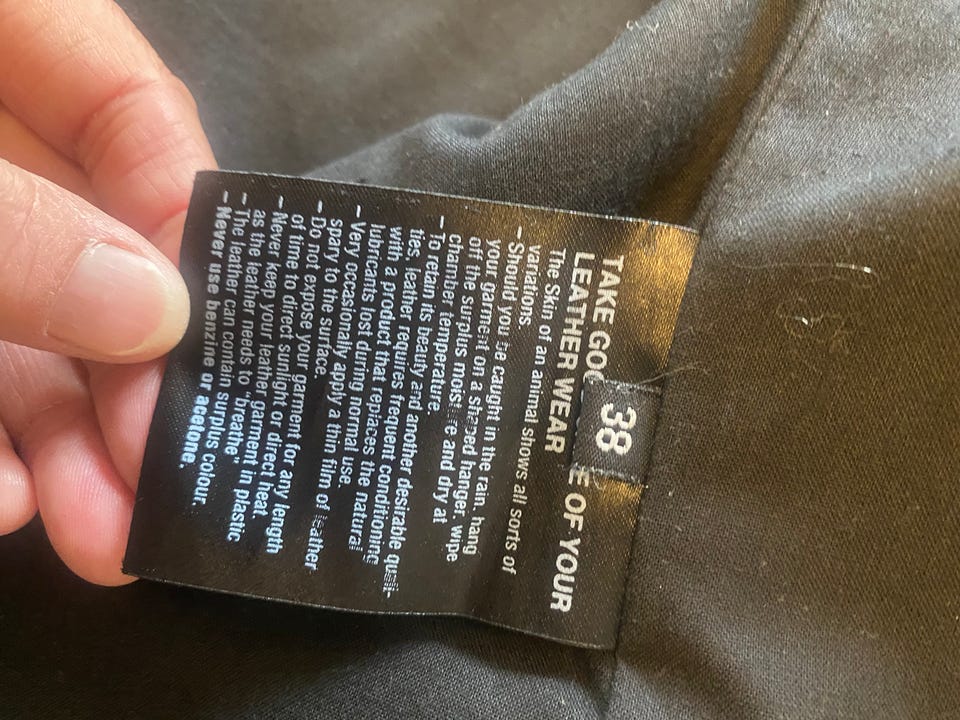 38
TAKE GOO E OF YOUR
LEATHER WEAR
The Skin of an animal shows all sorts of
variations.
- Should you be caught in the rain, hang
your garment on a shaped hanger, wipe
off the surplus moisture and dry at
chamber temperature.
- To retain its beauty and another desirable quali-
ties, leather requires frequent conditioning
with a product that replaces the natural
lubricants lost during normal use.
- Very occasionally apply a thin film of leather
spary to the surface.
- Do not expose your garment for any length
of time to direct sunlight or direct heat.
- Never keep your leather garment in plastic
as the leather needs to "breathe"
- The leather can contain surplus colour.
- Never use benzine or acetone.